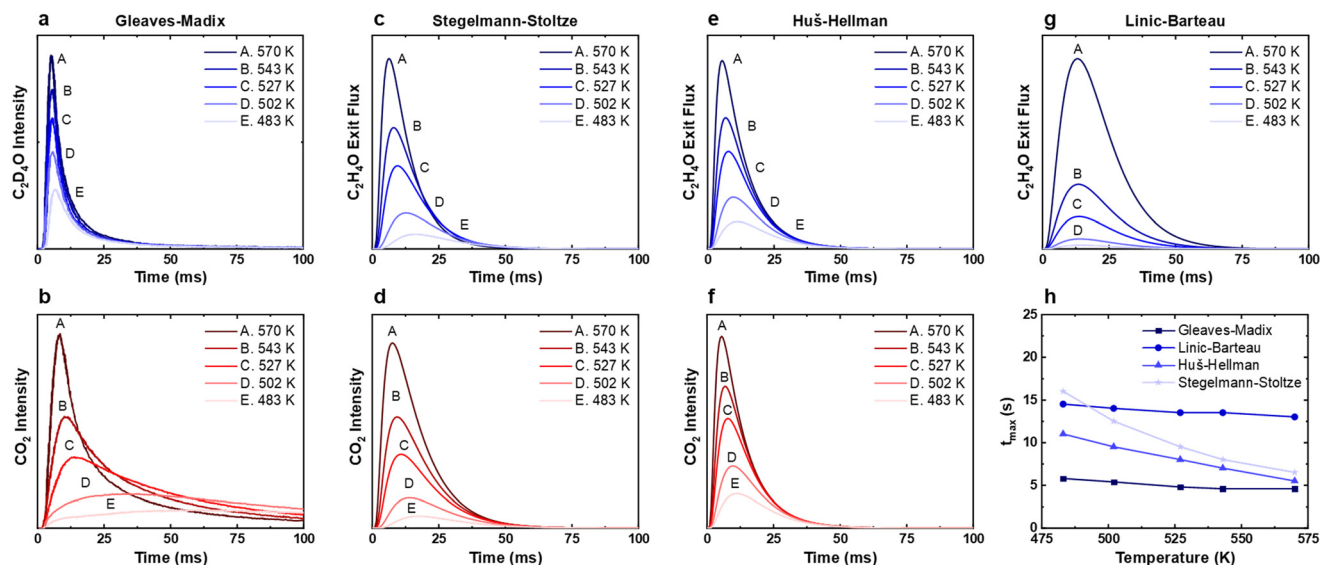 a Gleaves-Madix
C₂D₄O Intensity
A
B
C
D
E
A. 570 K
B. 543 K
C. 527 K
D. 502 K
E. 483 K
0 25 50 75 100
Time (ms)
c Stegelmann-Stoltze
C₂H₄O Exit Flux
A
B
C
D
E
A. 570 K
B. 543 K
C. 527 K
D. 502 K
E. 483 K
0 25 50 75 100
Time (ms)
e Huš-Hellman
C₂H₄O Exit Flux
A
B
C
D
E
A. 570 K
B. 543 K
C. 527 K
D. 502 K
E. 483 K
0 25 50 75 100
Time (ms)
g Linic-Barteau
C₂H₄O Exit Flux
A
B
C
D
A. 570 K
B. 543 K
C. 527 K
D. 502 K
E. 483 K
0 25 50 75 100
Time (ms)
b
CO₂ Intensity
A
B
C
D
E
A. 570 K
B. 543 K
C. 527 K
D. 502 K
E. 483 K
0 25 50 75 100
Time (ms)
d
CO₂ Intensity
A
B
C
D
E
A. 570 K
B. 543 K
C. 527 K
D. 502 K
E. 483 K
0 25 50 75 100
Time (ms)
f
CO₂ Intensity
A
B
C
D
E
A. 570 K
B. 543 K
C. 527 K
D. 502 K
E. 483 K
0 25 50 75 100
Time (ms)
h
t_max (s)
25
20
15
10
5
0
Gleaves-Madix
Linic-Barteau
Huš-Hellman
Stegelmann-Stoltze
475 500 525 550 575
Temperature (K)